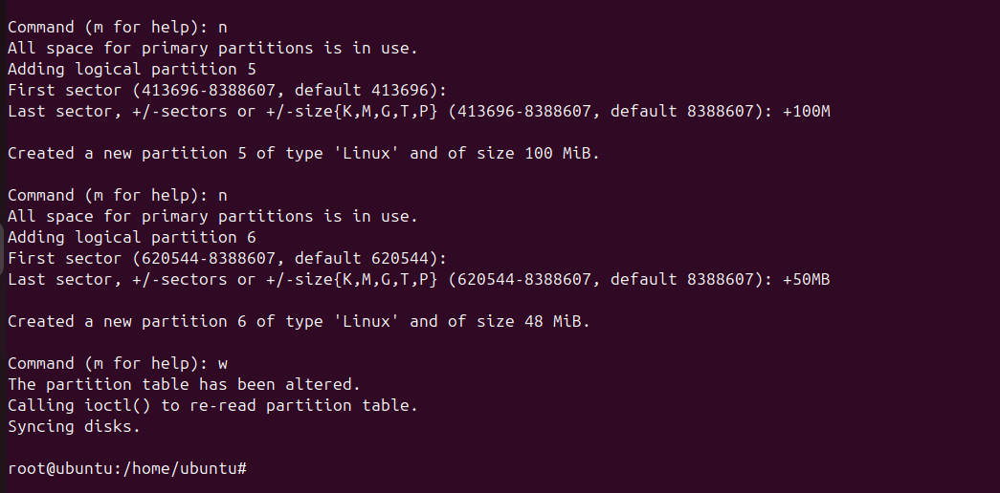 Command (m for help): n
All space for primary partitions is in use.
Adding logical partition 5
First sector (413696-8388607, default 413696):
Last sector, +/-sectors or +/-size{K,M,G,T,P} (413696-8388607, default 8388607): +100M
Created a new partition 5 of type 'Linux' and of size 100 MiB.
Command (m for help): n
All space for primary partitions is in use.
Adding logical partition 6
First sector (620544-8388607, default 620544):
Last sector, +/-sectors or +/-size{K,M,G,T,P} (620544-8388607, default 8388607): +50MB
Created a new partition 6 of type 'Linux' and of size 48 MiB.
Command (m for help): w
The partition table has been altered.
Calling ioctl() to re-read partition table.
Syncing disks.
root@ubuntu:/home/ubuntu#